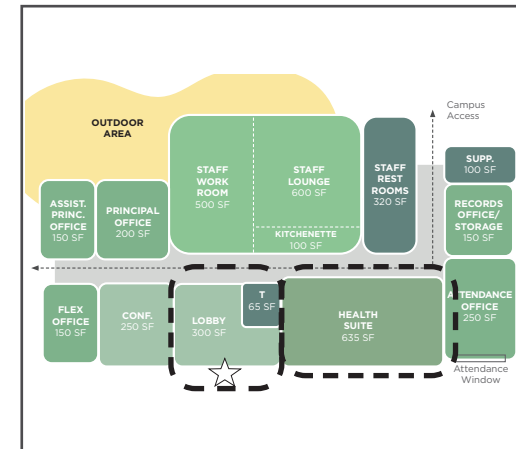 Campus
Access
OUTDOOR
AREA
STAFF
WORK
ROOM
500 SF
STAFF
LOUNGE
600 SF
KITCHENETTE
100 SF
STAFF
REST
ROOMS
320 SF
SUPP.
100 SF
ASSIST.
PRINC.
OFFICE
150 SF
PRINCIPAL
OFFICE
200 SF
RECORDS
OFFICE/
STORAGE
150 SF
FLEX
OFFICE
150 SF
CONF.
250 SF
LOBBY
300 SF
T
65 SF
HEALTH
SUITE
635 SF
ATTENDANCE
OFFICE
250 SF
Attendance
Window